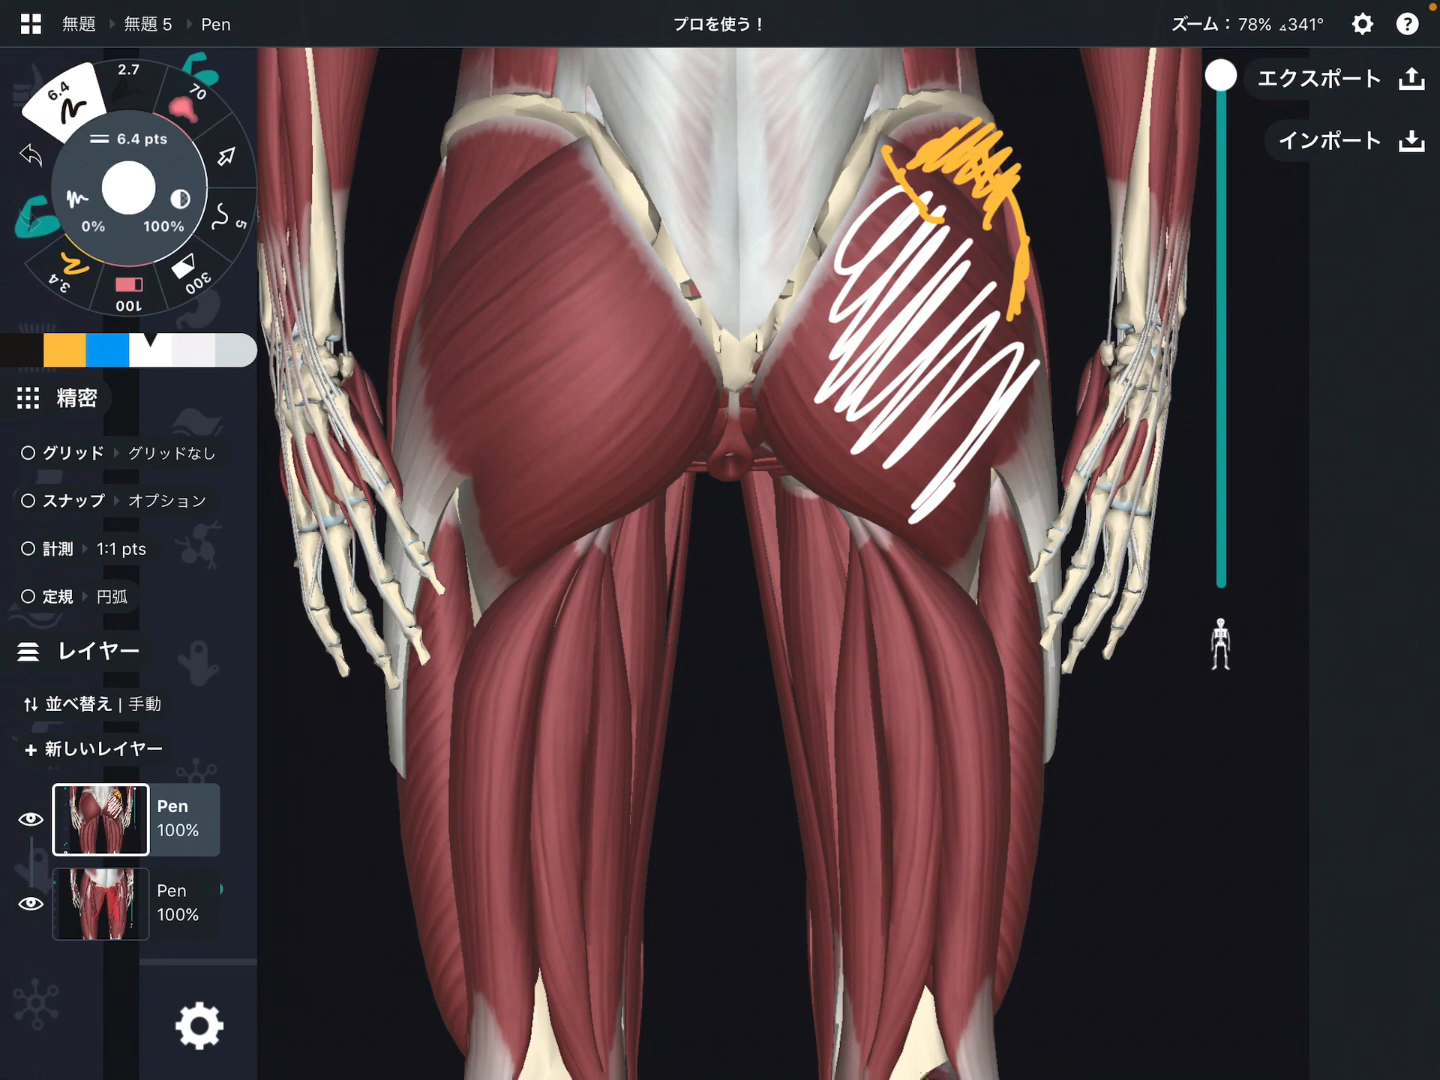 無題 無題 5 Pen
プロを使う！
ズーム： 78% ∡341°
エクスポート
インポート
6.4
2.7
70
6.4 pts
0% 100%
5
3.4
100
300
精密
グリッド グリッドなし
スナップ オプション
計測 1:1 pts
定規 円弧
レイヤー
並べ替え | 手動
+ 新しいレイヤー
Pen
100%
Pen
100%